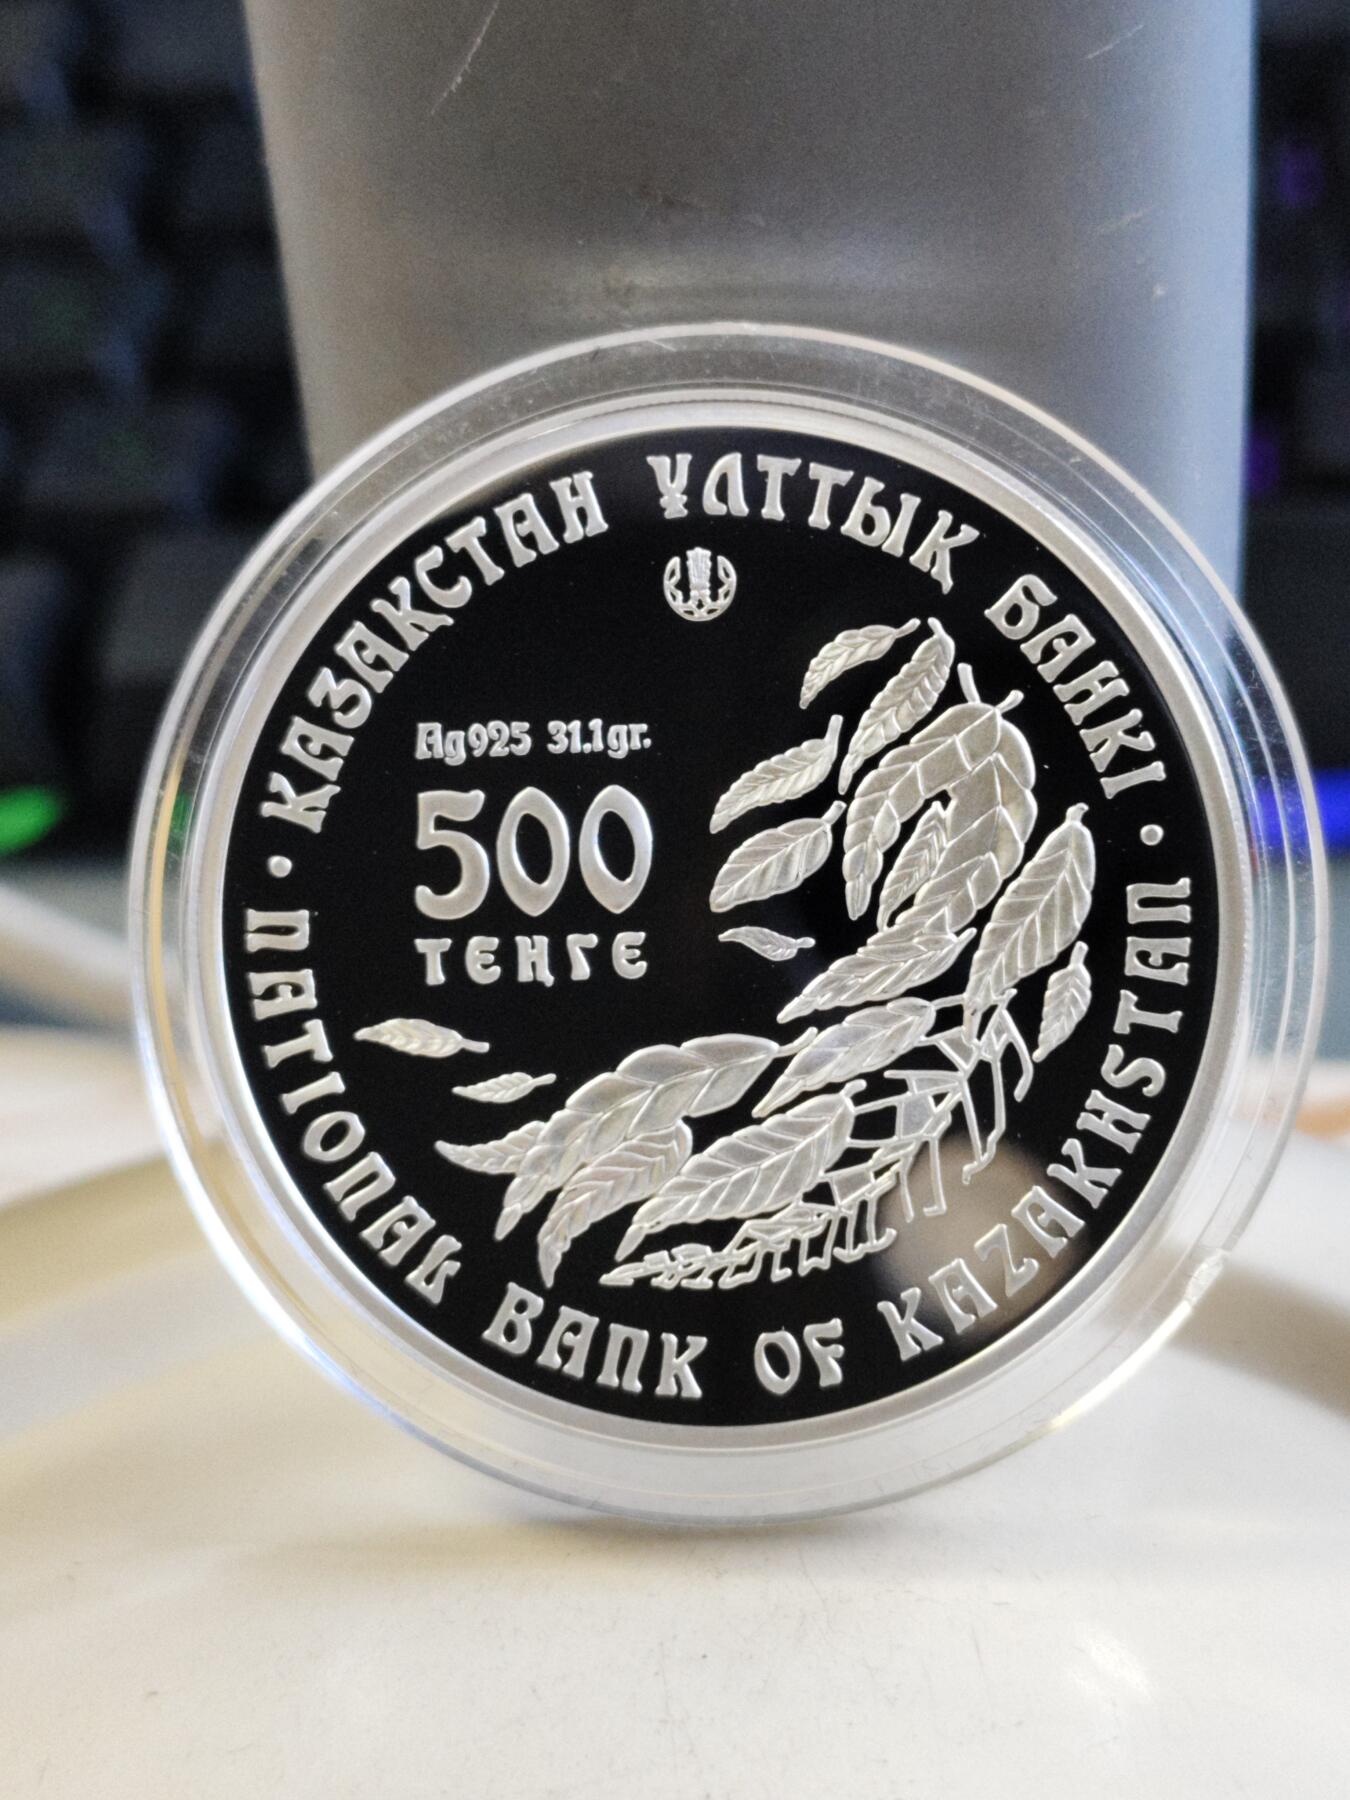 ҚАЗАҚСТАН ҰЛТТЫҚ БАНКІ
Ag925 31.1gr.
500
ТЕҢГЕ
• NATIONAL BANK OF KAZAKHSTAN •